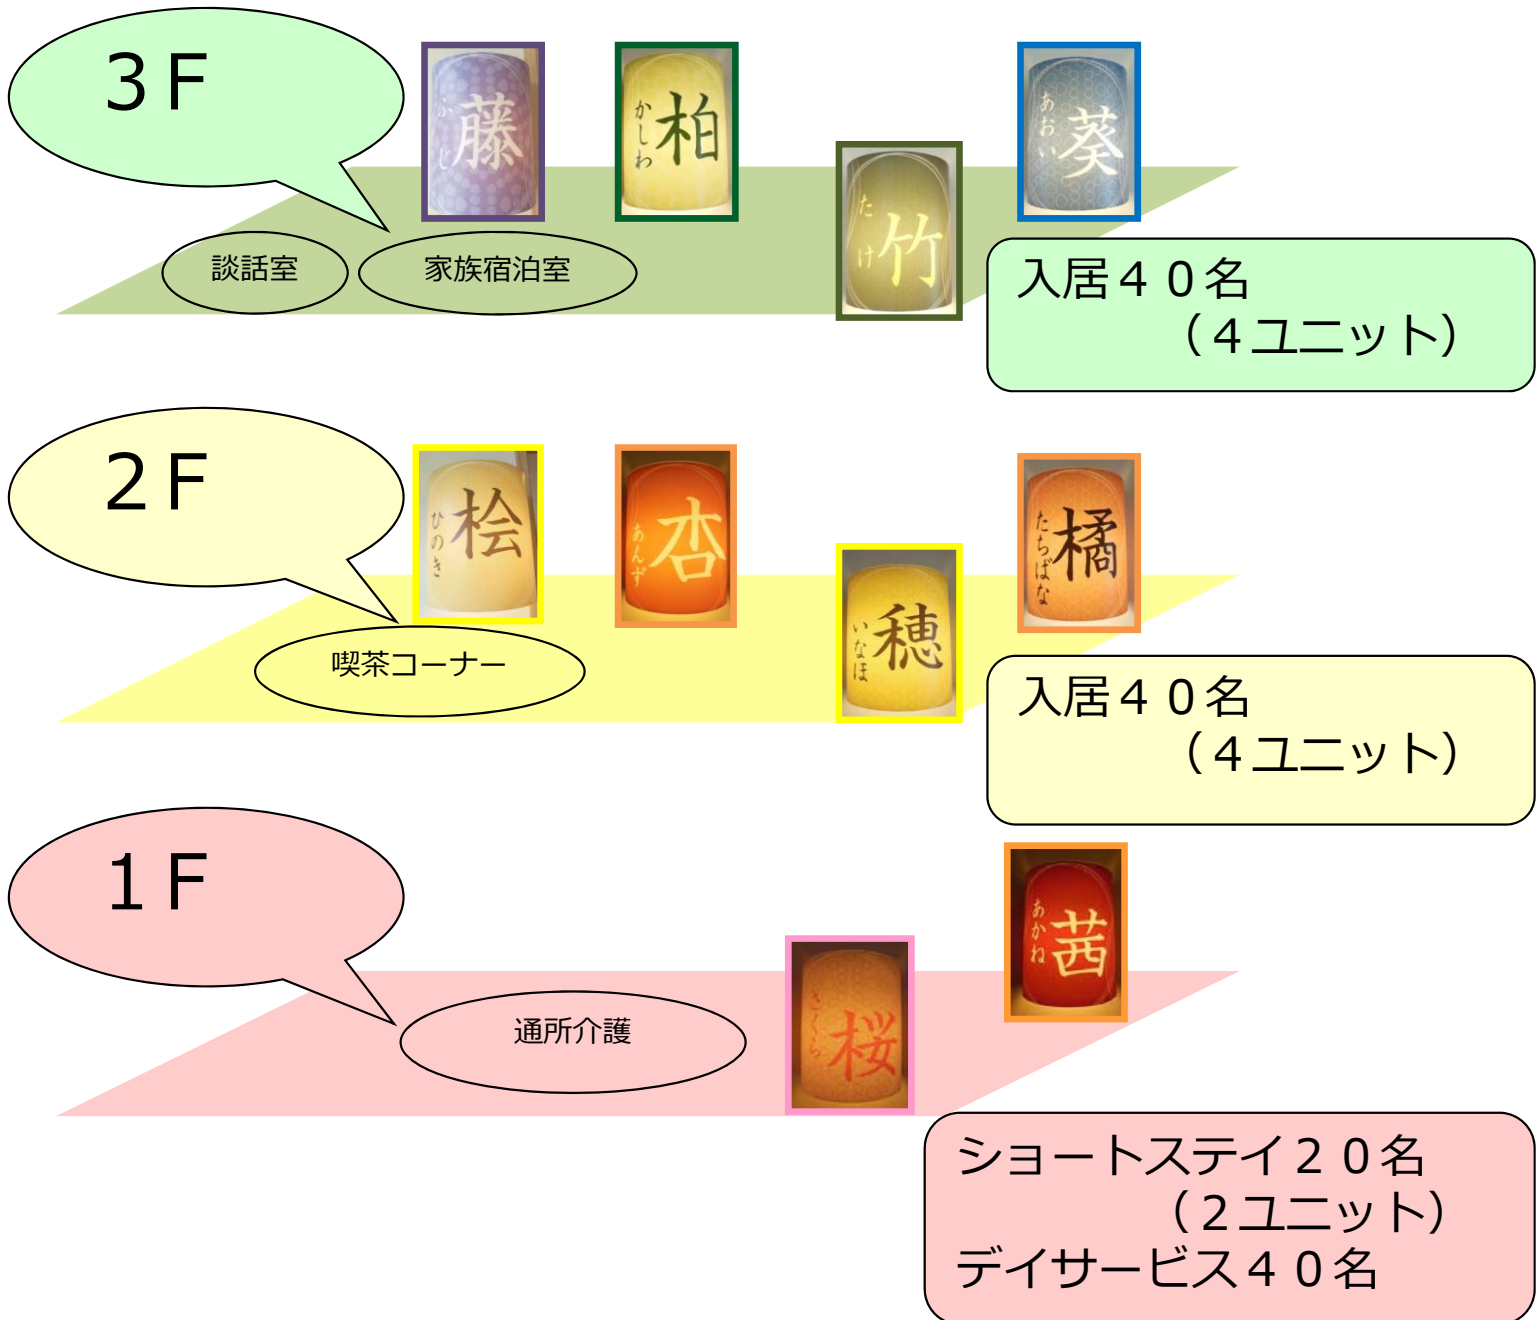 ３Ｆ
ふじ
藤
かしわ
柏
たけ
竹
あおい
葵
談話室
家族宿泊室
入居４０名
（４ユニット）
２Ｆ
ひのき
桧
あんず
杏
いなほ
穂
たちばな
橘
喫茶コーナー
入居４０名
（４ユニット）
１Ｆ
さくら
桜
あかね
茜
通所介護
ショートステイ２０名
（２ユニット）
デイサービス４０名